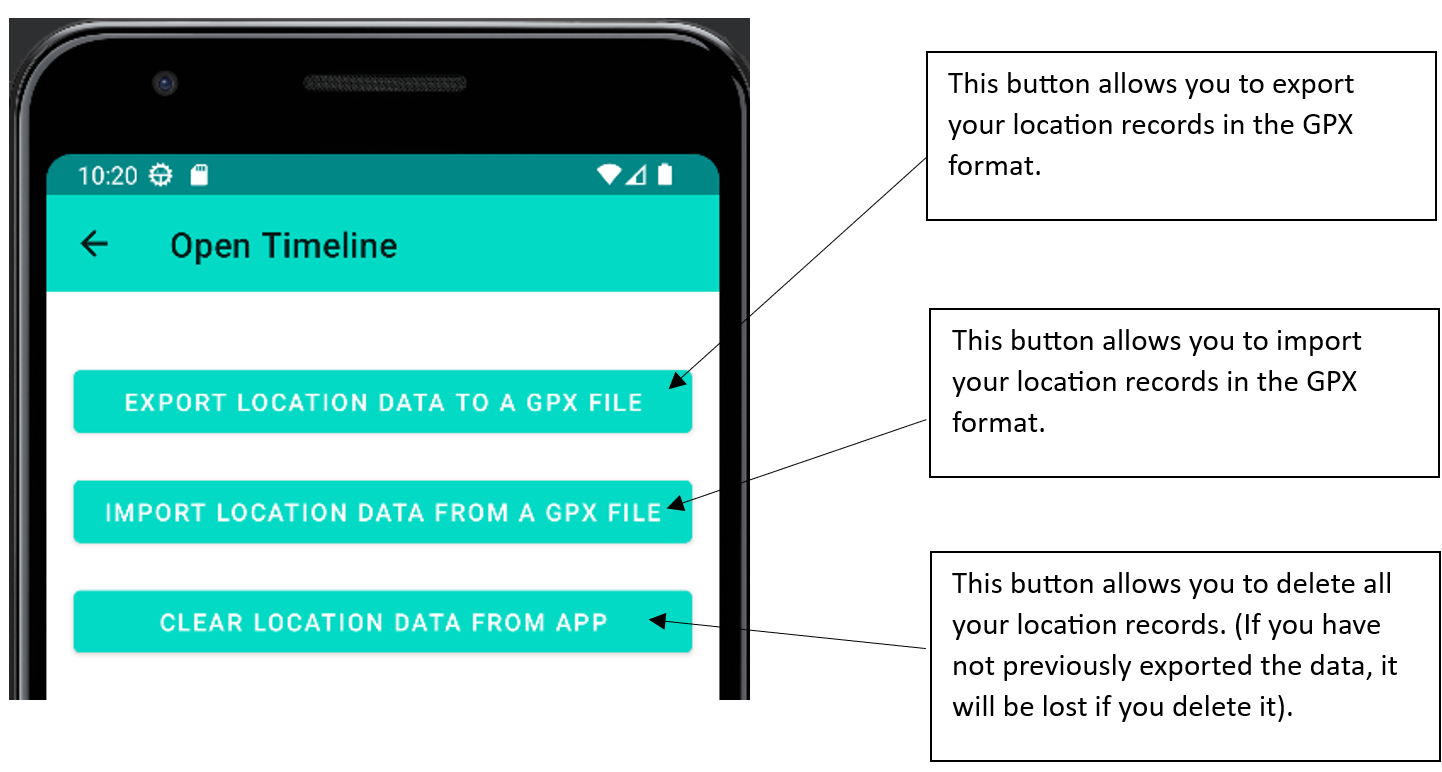 10:20
Open Timeline
EXPORT LOCATION DATA TO A GPX FILE
IMPORT LOCATION DATA FROM A GPX FILE
CLEAR LOCATION DATA FROM APP
This button allows you to export
your location records in the GPX
format.
This button allows you to import
your location records in the GPX
format.
This button allows you to delete all
your location records. (If you have
not previously exported the data, it
will be lost if you delete it).